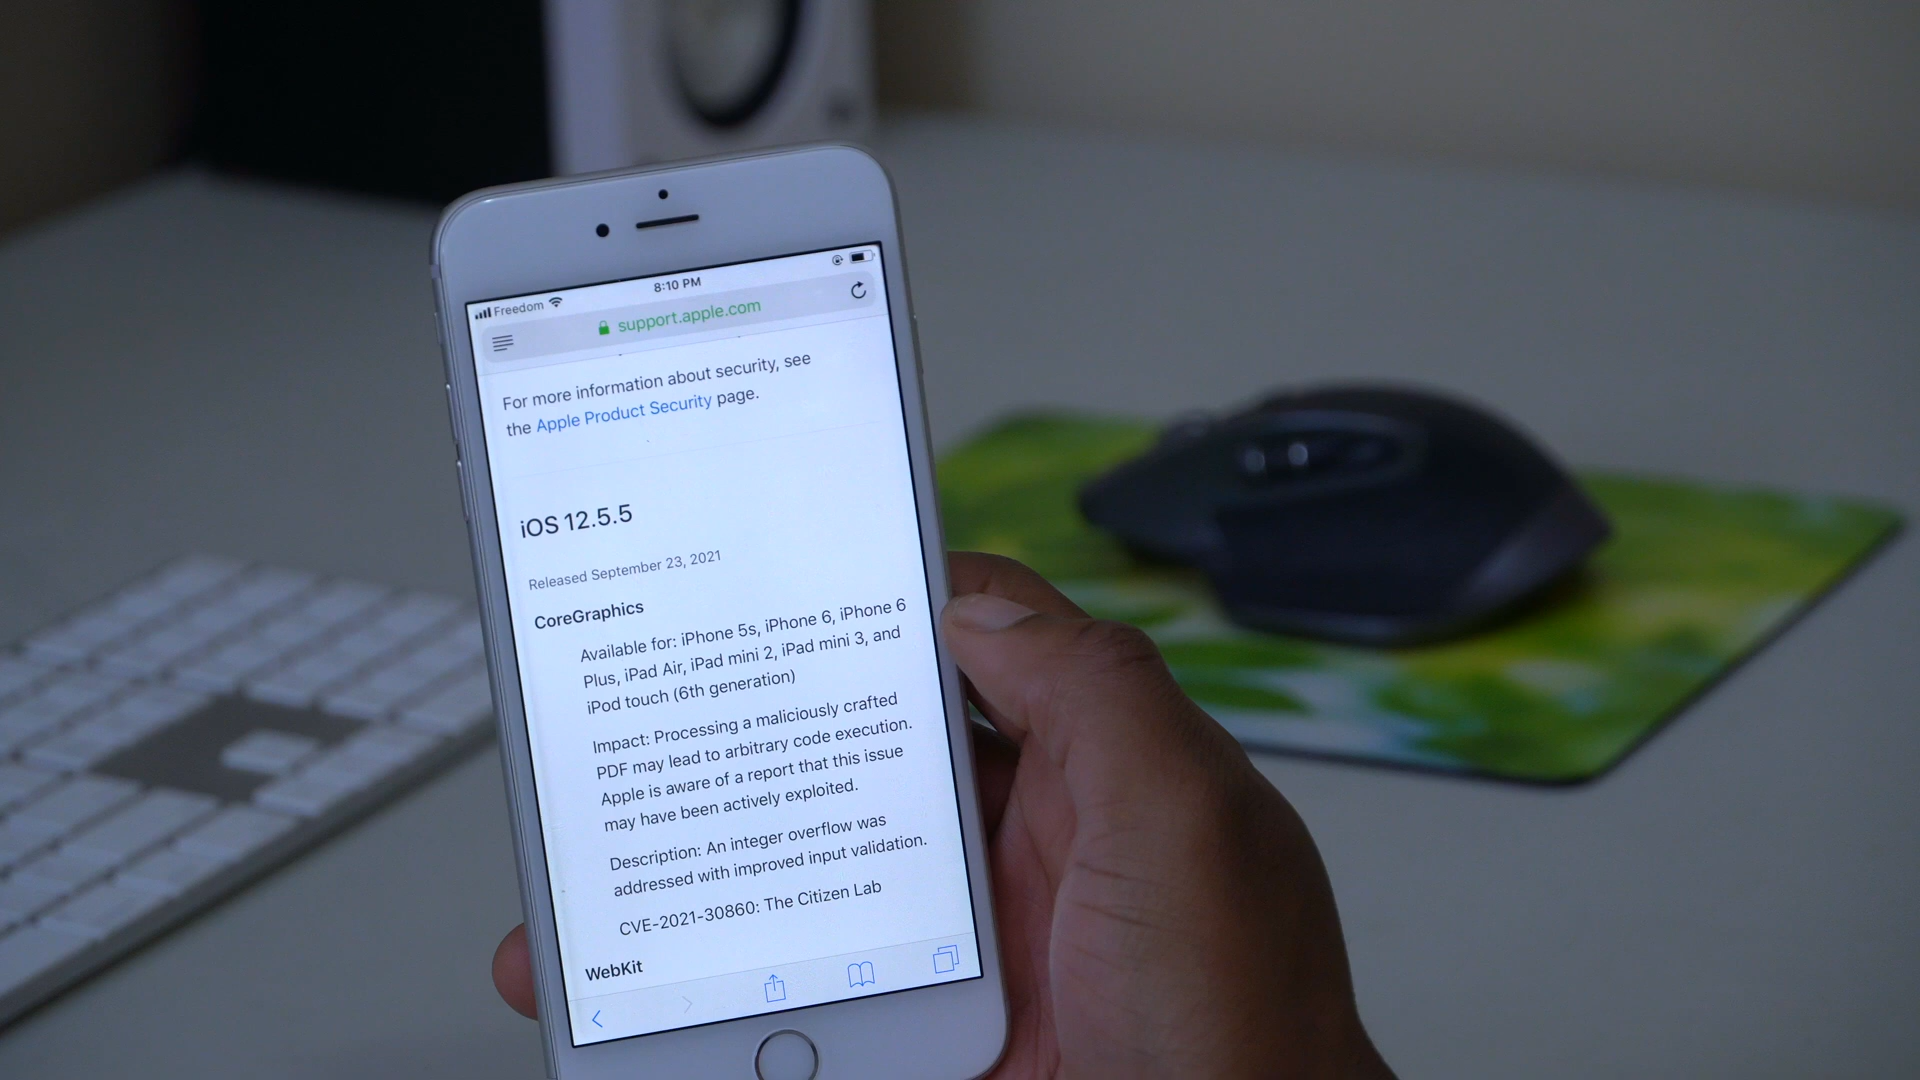 Freedom 8:10 PM
support.apple.com
For more information about security, see
the Apple Product Security page.
iOS 12.5.5
Released September 23, 2021
CoreGraphics
Available for: iPhone 5s, iPhone 6, iPhone 6
Plus, iPad Air, iPad mini 2, iPad mini 3, and
iPod touch (6th generation)
Impact: Processing a maliciously crafted
PDF may lead to arbitrary code execution.
Apple is aware of a report that this issue
may have been actively exploited.
Description: An integer overflow was
addressed with improved input validation.
CVE-2021-30860: The Citizen Lab
WebKit